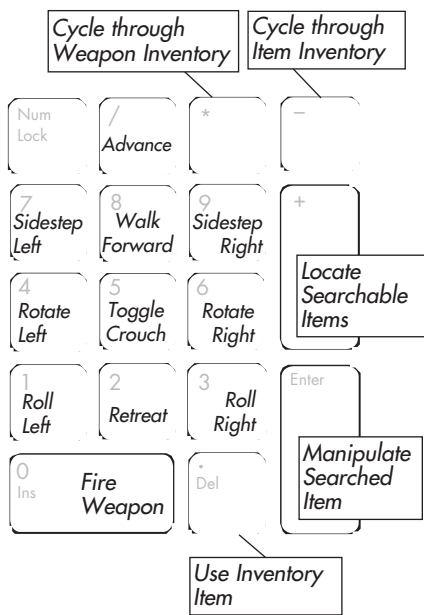 Cycle through
Weapon Inventory
Cycle through
Item Inventory
Num
Lock
/
Advance
*
–
7
Sidestep
Left
8
Walk
Forward
9
Sidestep
Right
+
Locate
Searchable
Items
4
Rotate
Left
5
Toggle
Crouch
6
Rotate
Right
1
Roll
Left
2
Retreat
3
Roll
Right
Enter
Manipulate
Searched
Item
0
Ins
Fire
Weapon
.
Del
Use Inventory
Item